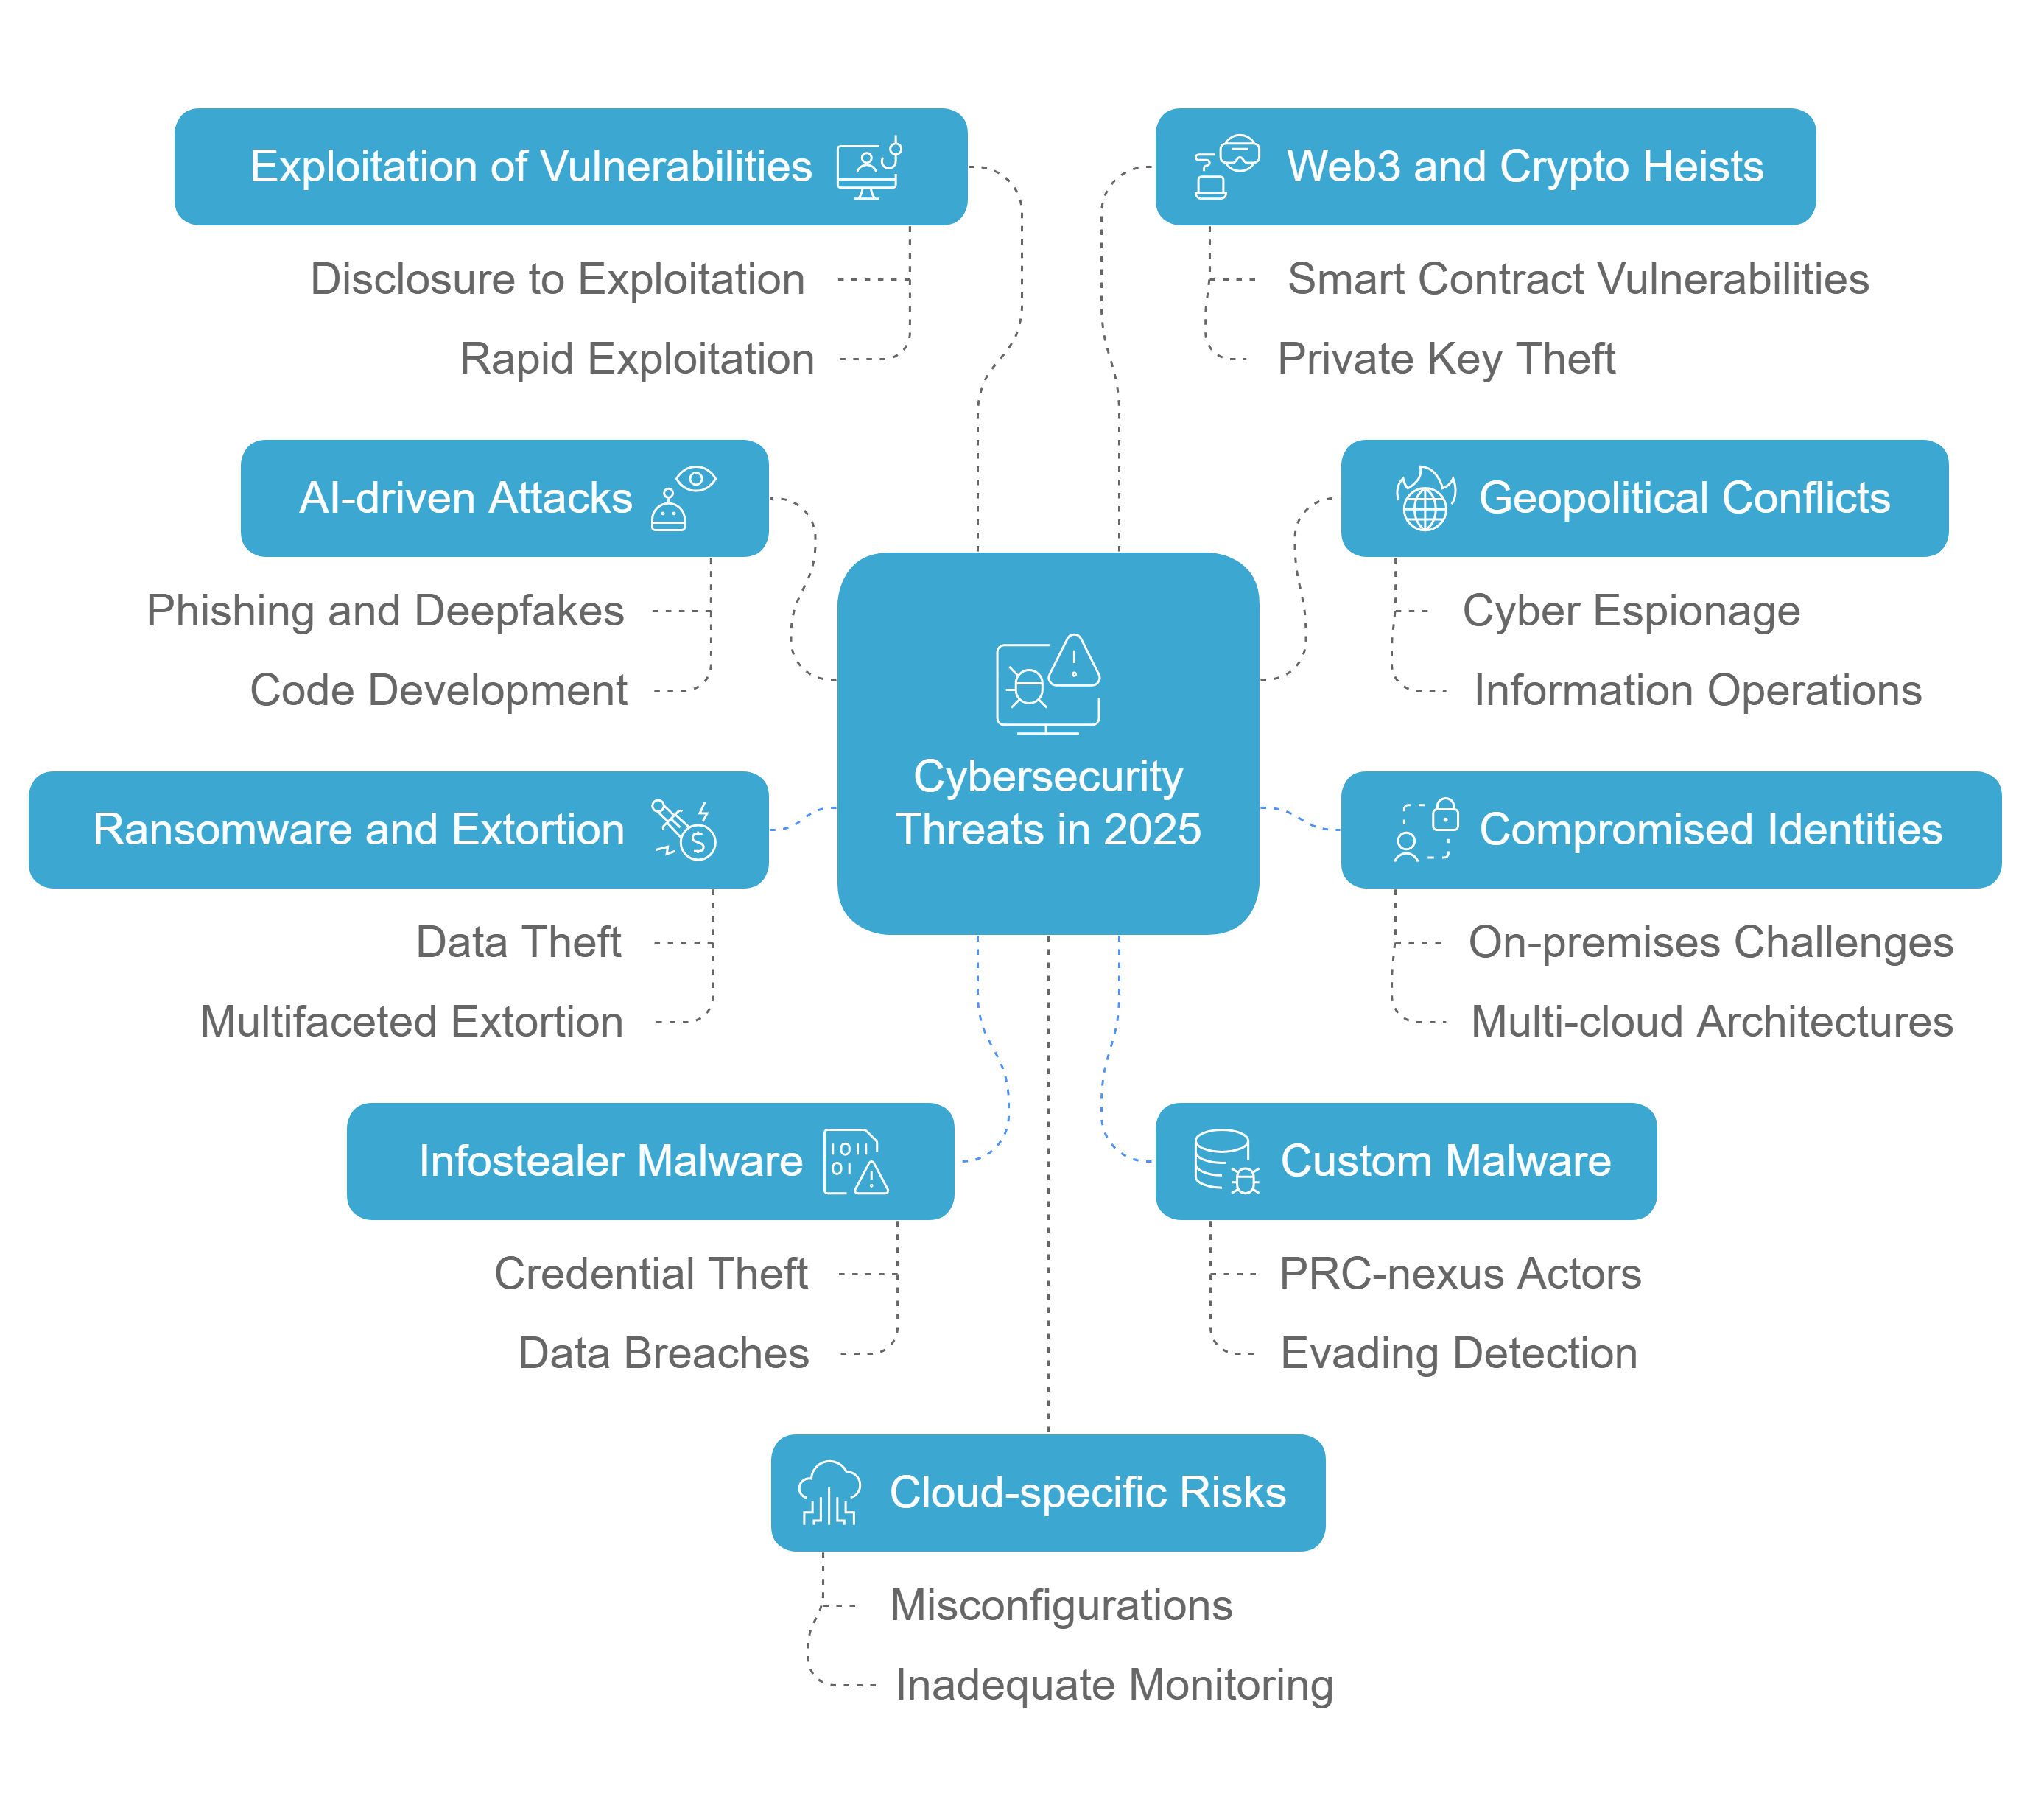 Exploitation of Vulnerabilities
Disclosure to Exploitation
Rapid Exploitation
Web3 and Crypto Heists
Smart Contract Vulnerabilities
Private Key Theft
AI-driven Attacks
Phishing and Deepfakes
Code Development
Geopolitical Conflicts
Cyber Espionage
Information Operations
Cybersecurity
Threats in 2025
Ransomware and Extortion
Data Theft
Multifaceted Extortion
Compromised Identities
On-premises Challenges
Multi-cloud Architectures
Infostealer Malware
Credential Theft
Data Breaches
Custom Malware
PRC-nexus Actors
Evading Detection
Cloud-specific Risks
Misconfigurations
Inadequate Monitoring